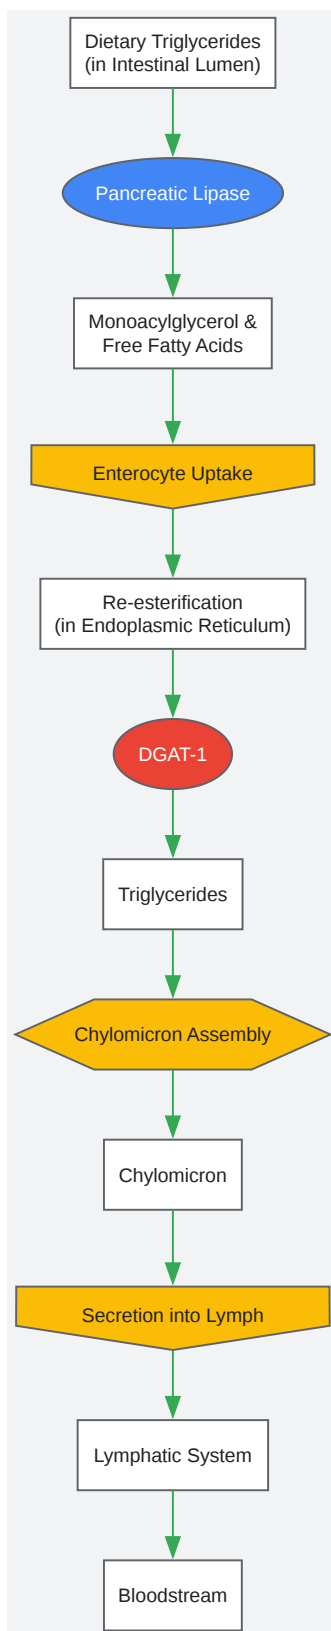 Dietary Triglycerides
(in Intestinal Lumen)
Pancreatic Lipase
Monoacylglycerol &
Free Fatty Acids
Enterocyte Uptake
Re-esterification
(in Endoplasmic Reticulum)
DGAT-1
Triglycerides
Chylomicron Assembly
Chylomicron
Secretion into Lymph
Lymphatic System
Bloodstream